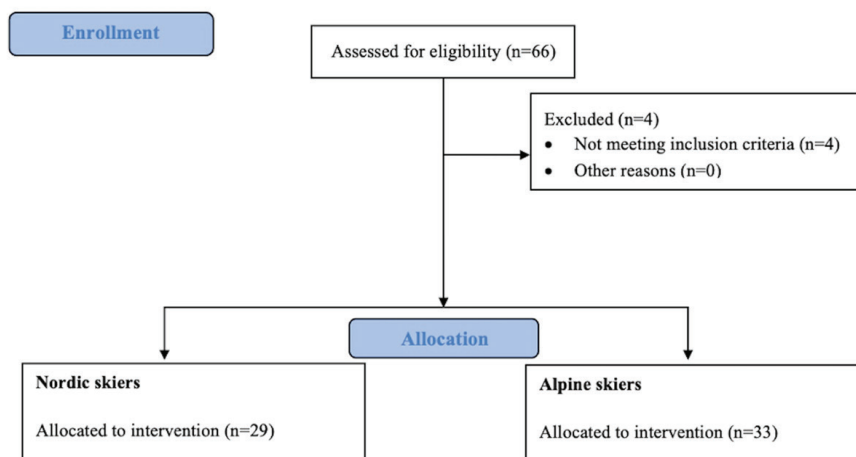 Enrollment
Assessed for eligibility (n=66)
Excluded (n=4)
• Not meeting inclusion criteria (n=4)
• Other reasons (n=0)
Allocation
Nordic skiers
Allocated to intervention (n=29)
Alpine skiers
Allocated to intervention (n=33)